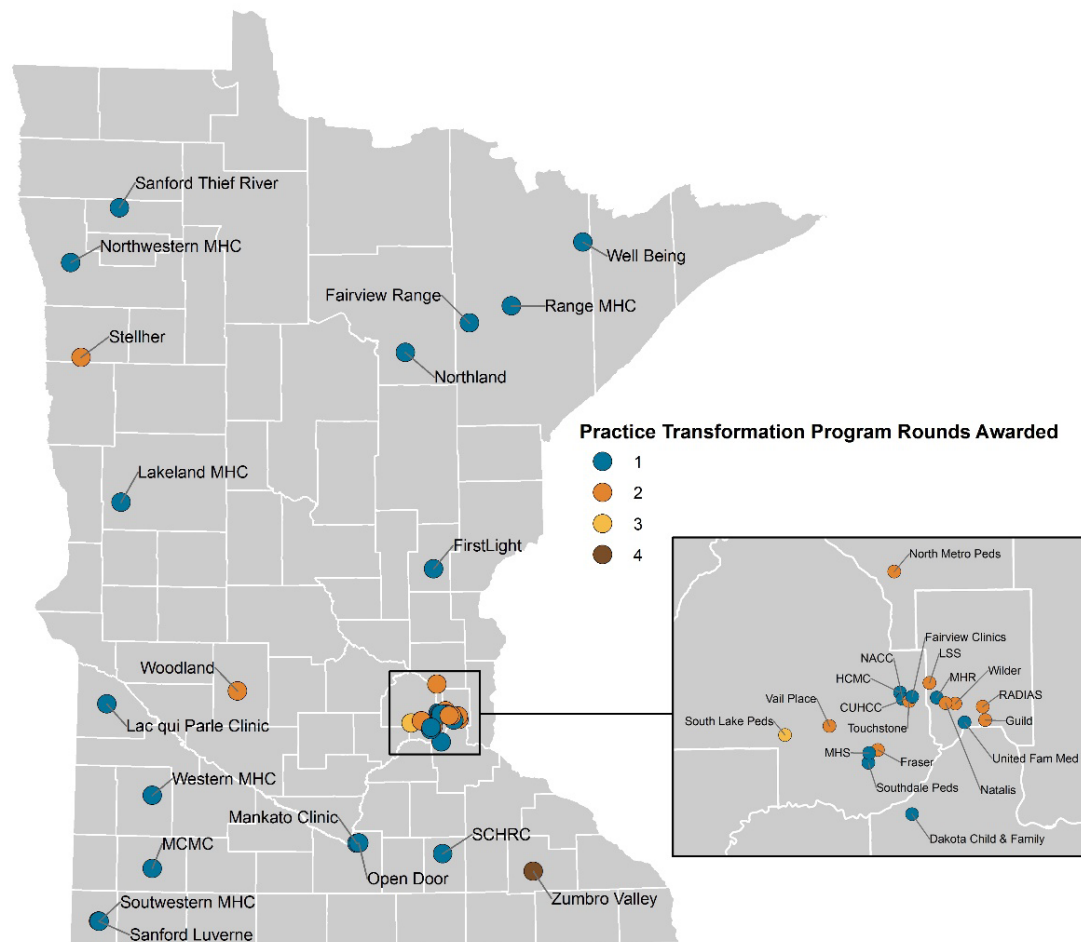 Sanford Thief River
Northwestern MHC
Well Being
Fairview Range
Range MHC
Stellher
Northland
Practice Transformation Program Rounds Awarded
1
2
3
4
Lakeland MHC
FirstLight
North Metro Peds
Fairview Clinics
NACC
LSS
HCMC
MHR
Wilder
Vail Place
CUHCC
RADIAS
South Lake Peds
Touchstone
Guild
MHS
Fraser
United Fam Med
Southdale Peds
Natalis
Dakota Child & Family
Woodland
Lac qui Parle Clinic
Western MHC
Mankato Clinic
SCHRC
MCMC
Open Door
Zumbro Valley
Soutwestern MHC
Sanford Luverne